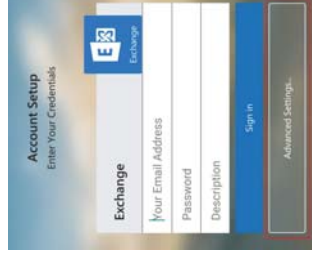 Account Setup
Enter Your Credentials
Exchange
E
Exchange
Your Email Address
Password
Description
Sign in
Advanced Settings...